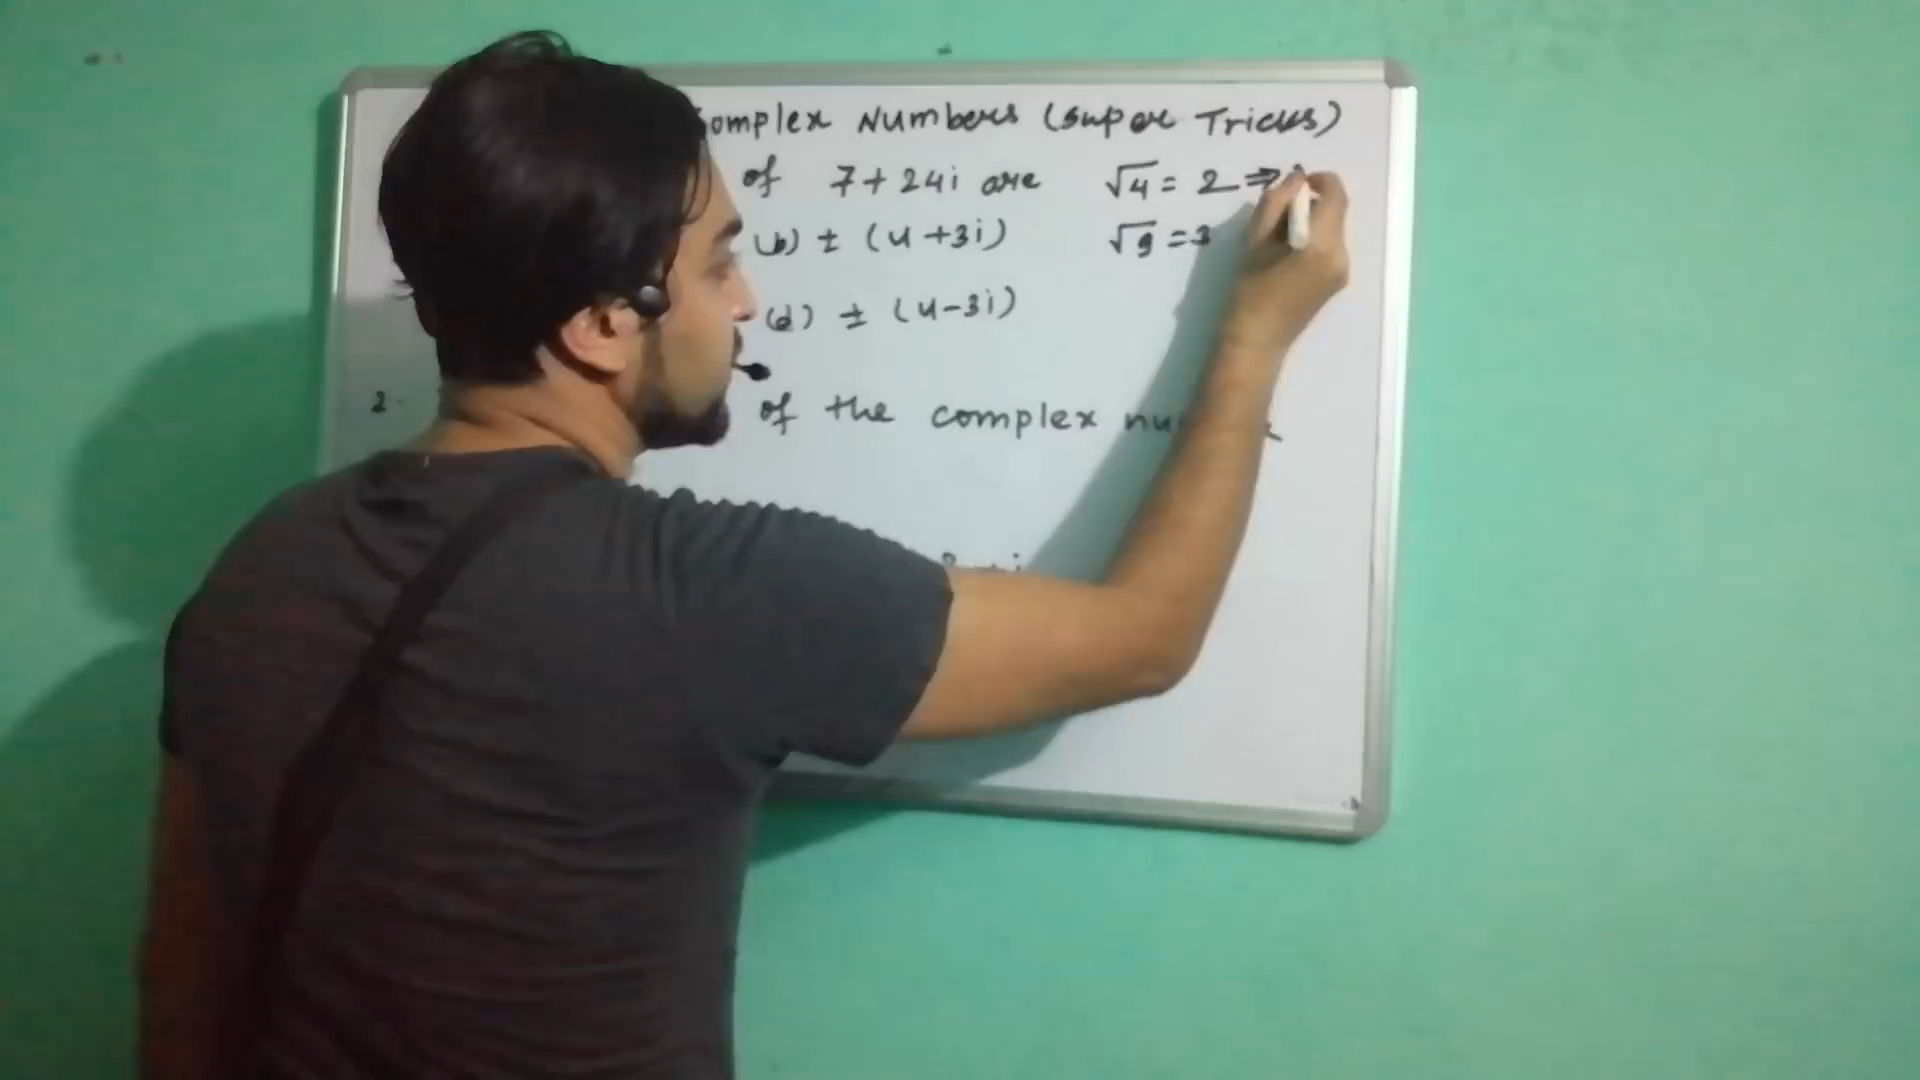 omplex Numbers (Super Tricks)
of 7+24i are √4 = 2 ⇒
(b) ± (4+3i) √9 = 3
(d) ± (4-3i)
2. of the complex